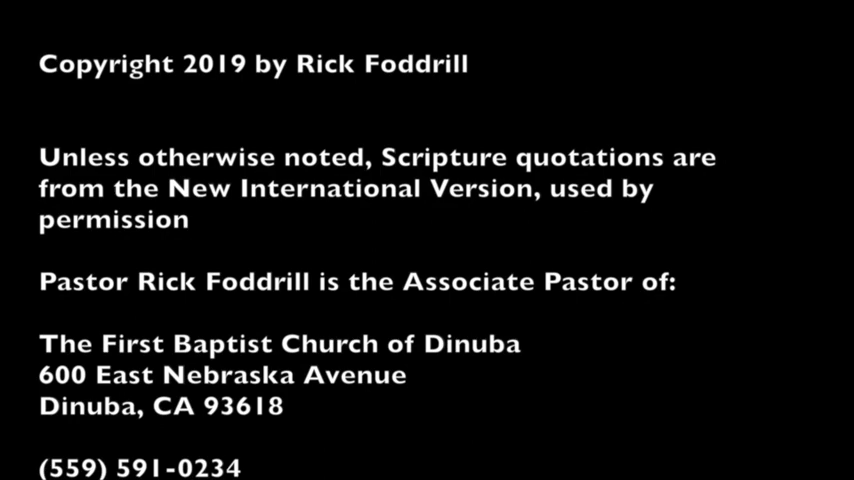 Copyright 2019 by Rick Foddrill
Unless otherwise noted, Scripture quotations are
from the New International Version, used by
permission
Pastor Rick Foddrill is the Associate Pastor of:
The First Baptist Church of Dinuba
600 East Nebraska Avenue
Dinuba, CA 93618
(559) 591-0234